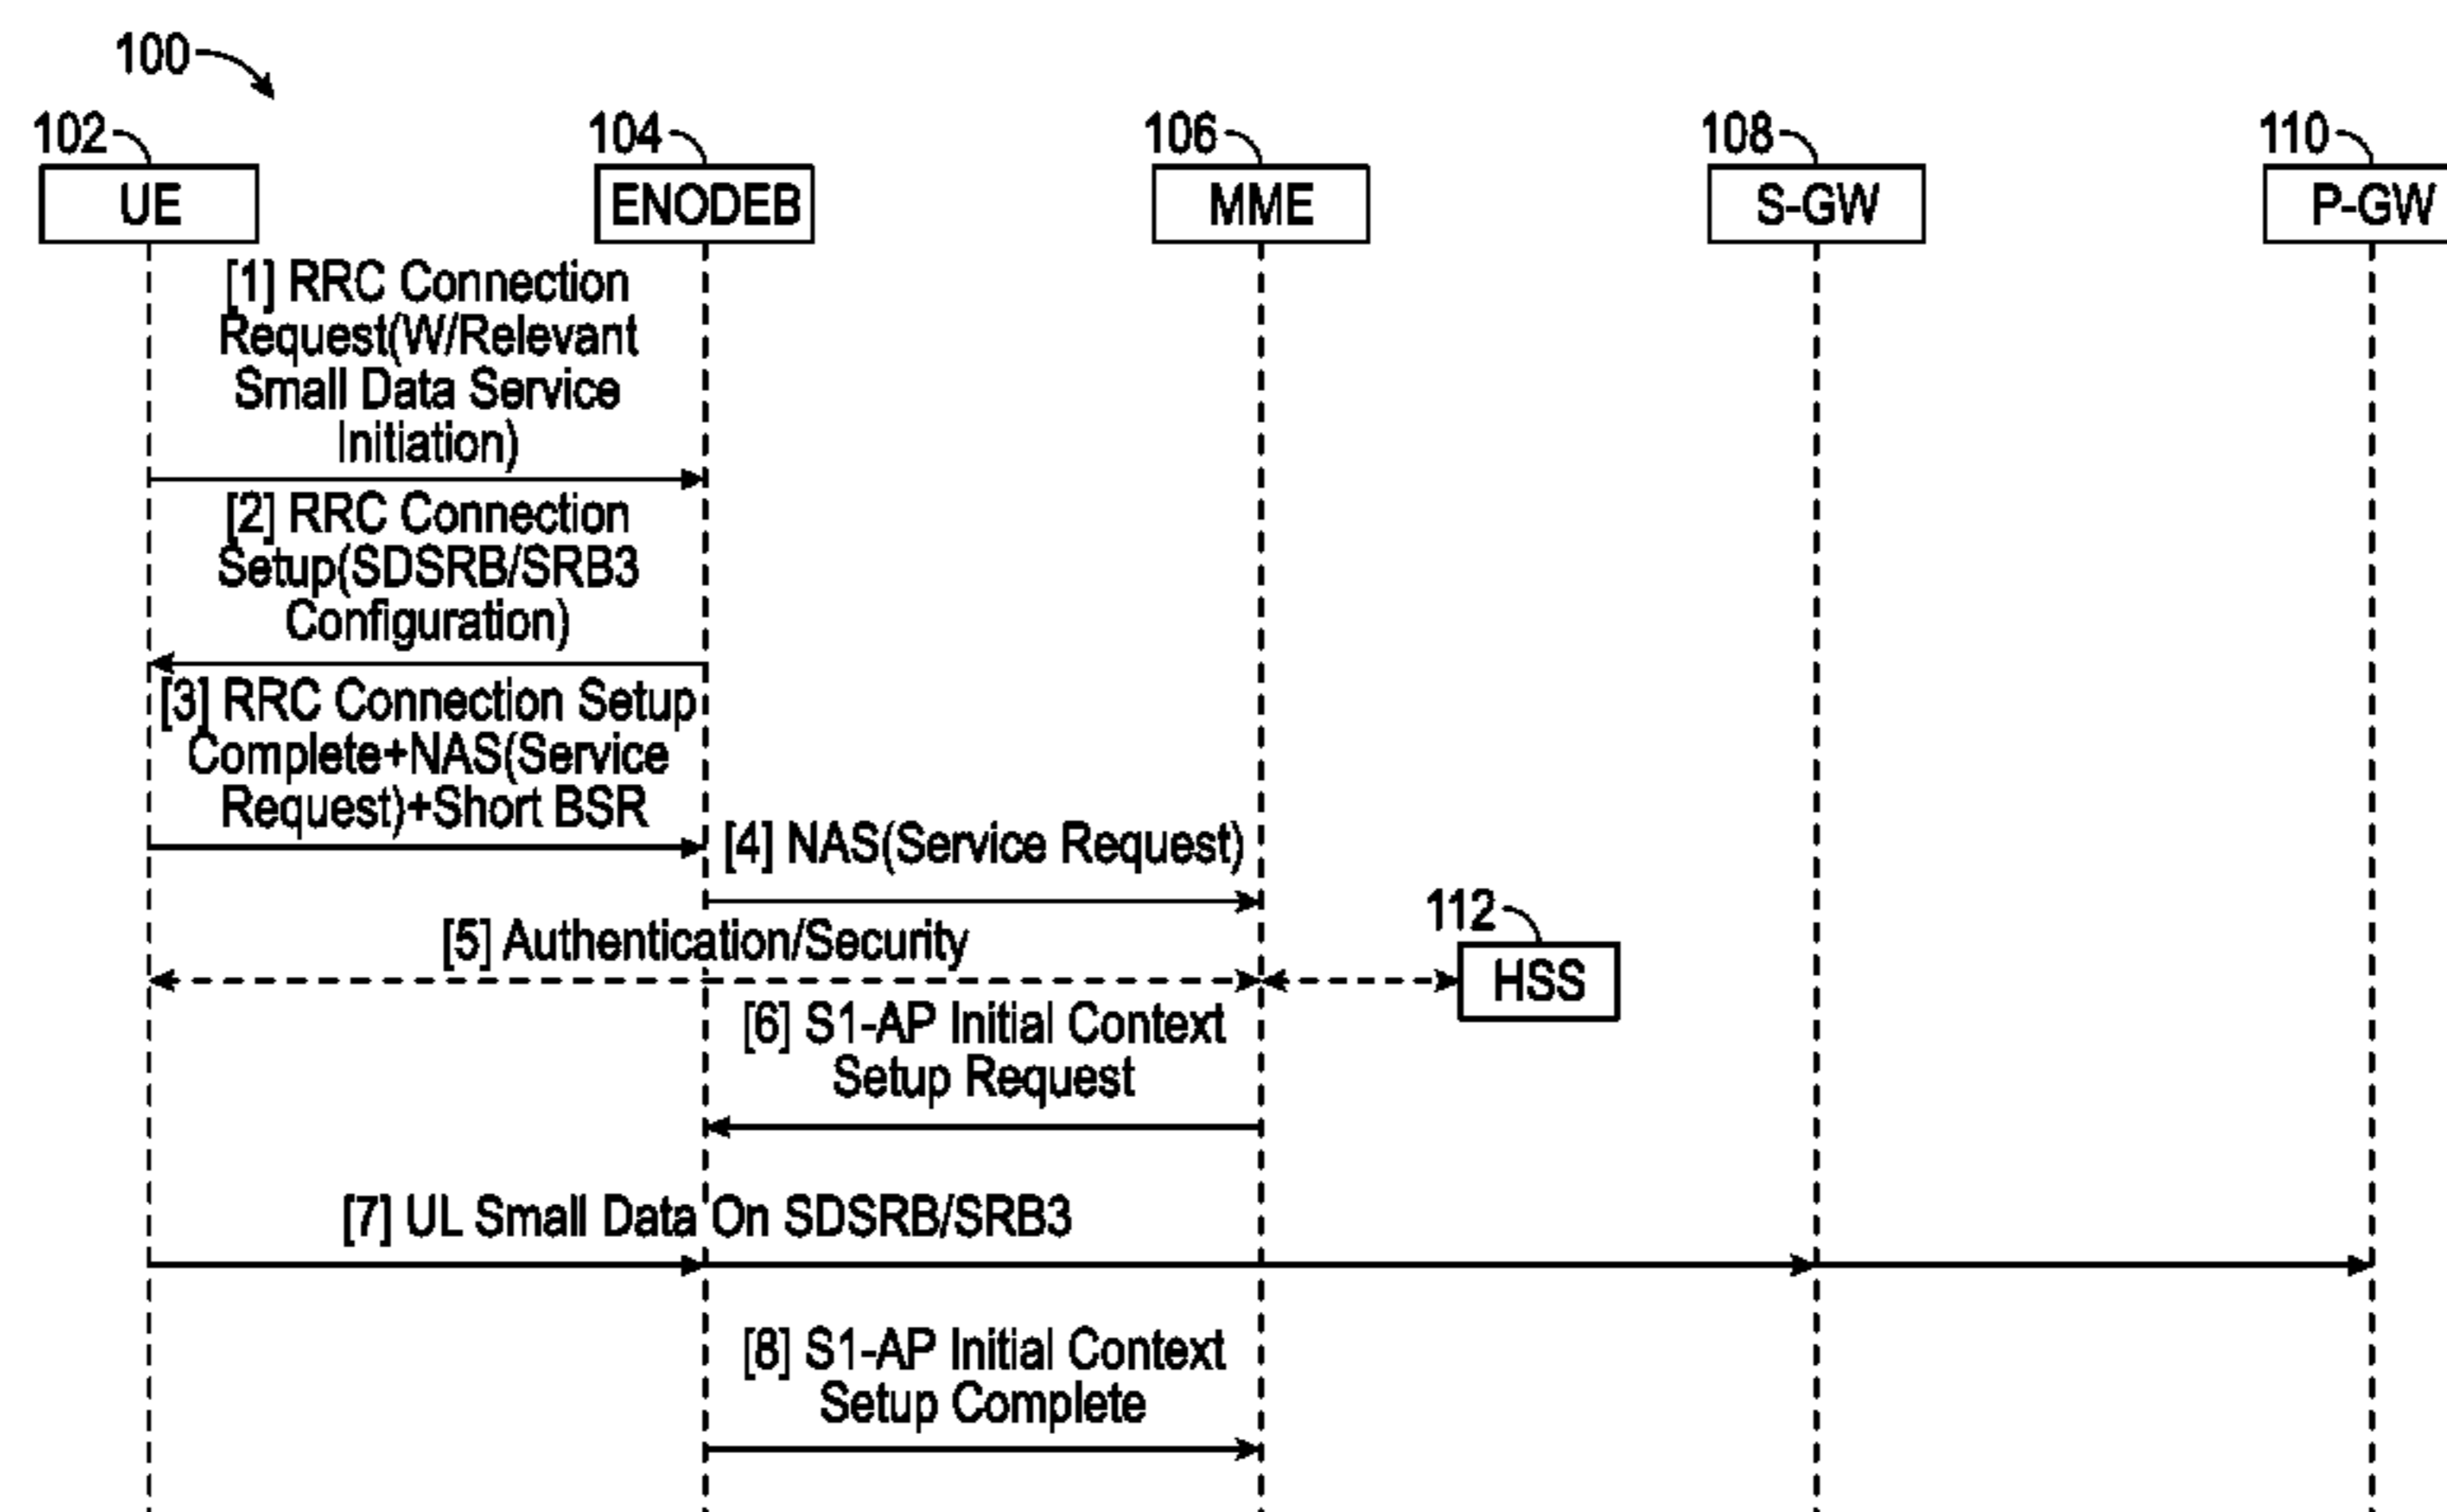 100
102
104
106
108
110
UE
ENODEB
MME
S-GW
P-GW
[1] RRC Connection
Request(W/Relevant
Small Data Service
Initiation)
[2] RRC Connection
Setup(SDSRB/SRB3
Configuration)
[3] RRC Connection Setup
Complete+NAS(Service
Request)+Short BSR
[4] NAS(Service Request)
112
HSS
[5] Authentication/Security
[6] S1-AP Initial Context
Setup Request
[7] UL Small Data On SDSRB/SRB3
[8] S1-AP Initial Context
Setup Complete